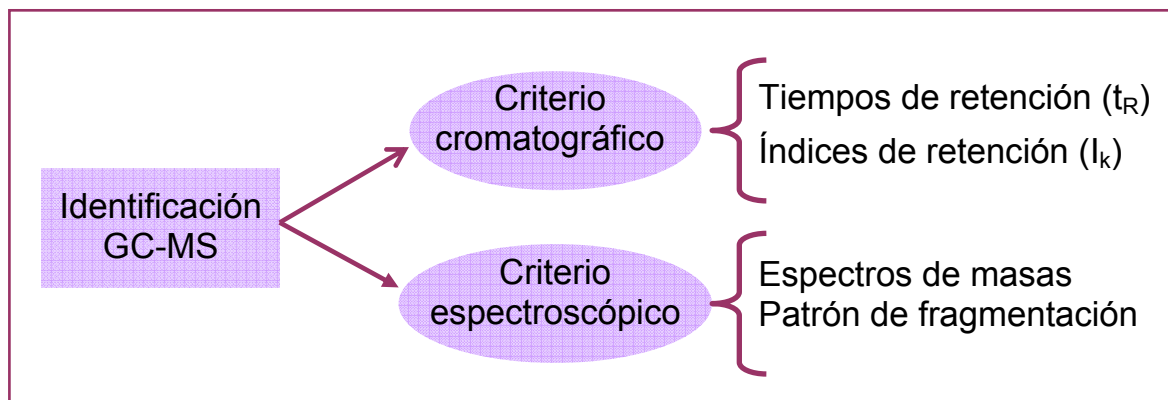 Identificación
GC-MS
Criterio
cromatográfico
Tiempos de retención (tR)
Índices de retención (Ik)
Criterio
espectroscópico
Espectros de masas
Patrón de fragmentación